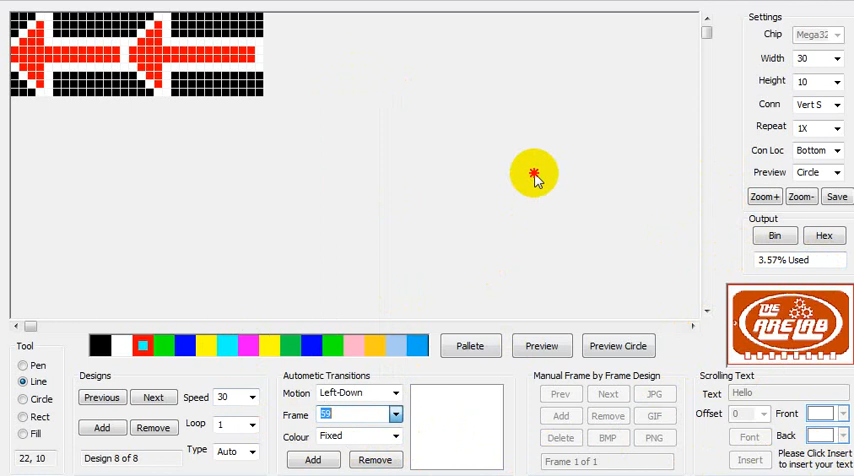 Settings
Chip Mega32
Width 30
Height 10
Conn Vert S
Repeat 1X
Con Loc Bottom
Preview Circle
Zoom+ Zoom- Save
Output
Bin Hex
3.57% Used
THE
ARE LAB
Tool
Pen
Line
Circle
Rect
Fill
22, 10
Pallete Preview Preview Circle
Designs
Previous Next Speed 30
Loop 1
Add Remove
Type Auto
Design 8 of 8
Autometic Transitions
Motion Left-Down
Frame 59
Colour Fixed
Add Remove
Manual Frame by Frame Design
Prev Next JPG
Add Remove GIF
Delete BMP PNG
Frame 1 of 1
Scrolling Text
Text Hello
Offset 0 Front
Font Back
Insert Please Click Insert
to insert your text